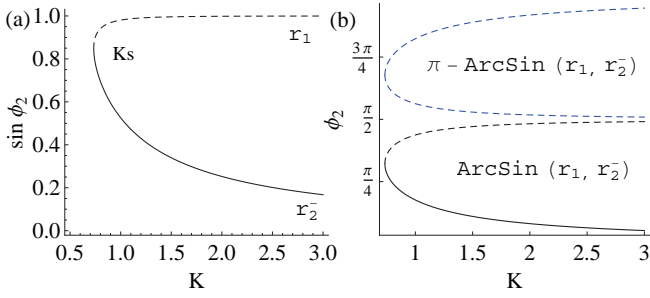 (a)
1.0
0.8
0.6
0.4
0.2
0.0
sin ϕ₂
Ks
r₁
r₂⁻
0.5 1.0 1.5 2.0 2.5 3.0
K
(b)
3π/4
π/2
π/4
ϕ₂
π – ArcSin (r₁, r₂⁻)
ArcSin (r₁, r₂⁻)
1 1.5 2 2.5 3
K